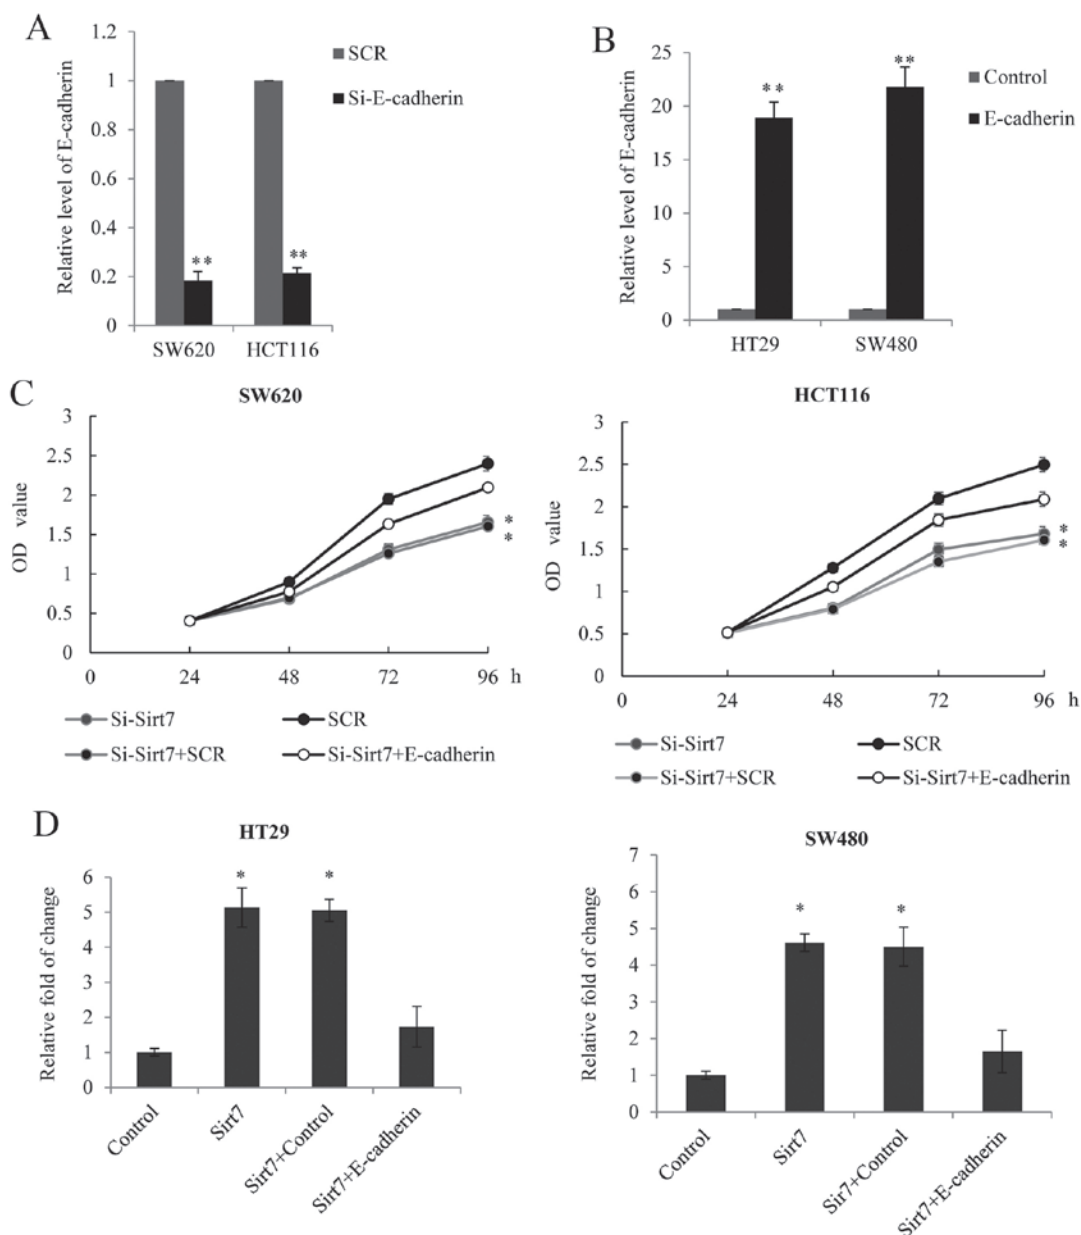 A
1.2
1
0.8
0.6
0.4
0.2
0
Relative level of E-cadherin
**
**
SW620
HCT116
SCR
Si-E-cadherin
B
25
20
15
10
5
0
Relative level of E-cadherin
**
**
HT29
SW480
Control
E-cadherin
C
SW620
3
2.5
2
1.5
1
0.5
0
OD value
*
*
0 24 48 72 96 h
Si-Sirt7
SCR
Si-Sirt7+SCR
Si-Sirt7+E-cadherin
HCT116
3
2.5
2
1.5
1
0.5
0
OD value
*
*
0 24 48 72 96 h
Si-Sirt7
SCR
Si-Sirt7+SCR
Si-Sirt7+E-cadherin
D
HT29
6
5
4
3
2
1
0
Relative fold of change
*
*
Control
Sirt7
Sirt7+Control
Sirt7+E-cadherin
SW480
7
6
5
4
3
2
1
0
Relative fold of change
*
*
Control
Sirt7
Sir7+Control
Sirt7+E-cadherin